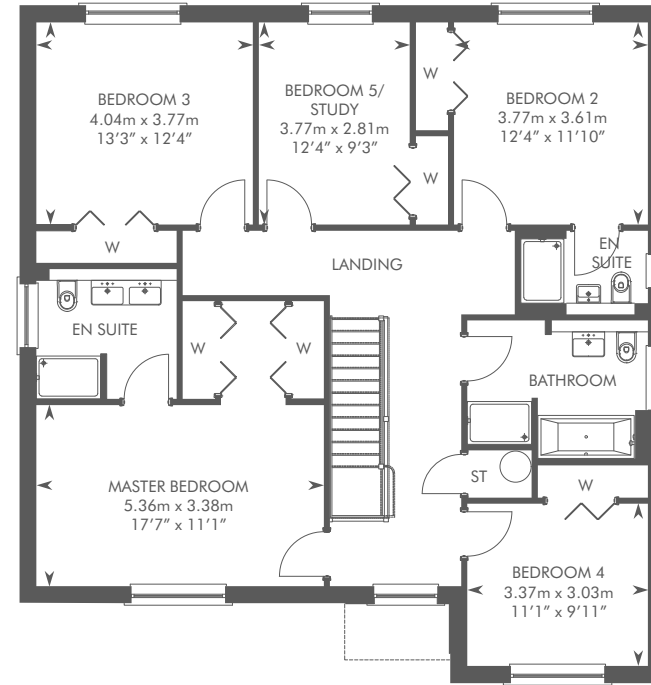 BEDROOM 3
4.04m x 3.77m
13’3” x 12’4”
BEDROOM 5/
STUDY
3.77m x 2.81m
12’4” x 9’3”
W
W
BEDROOM 2
3.77m x 3.61m
12’4” x 11’10”
W
LANDING
EN
SUITE
EN SUITE
W
W
BATHROOM
ST
W
MASTER BEDROOM
5.36m x 3.38m
17’7” x 11’1”
BEDROOM 4
3.37m x 3.03m
11’1” x 9’11”